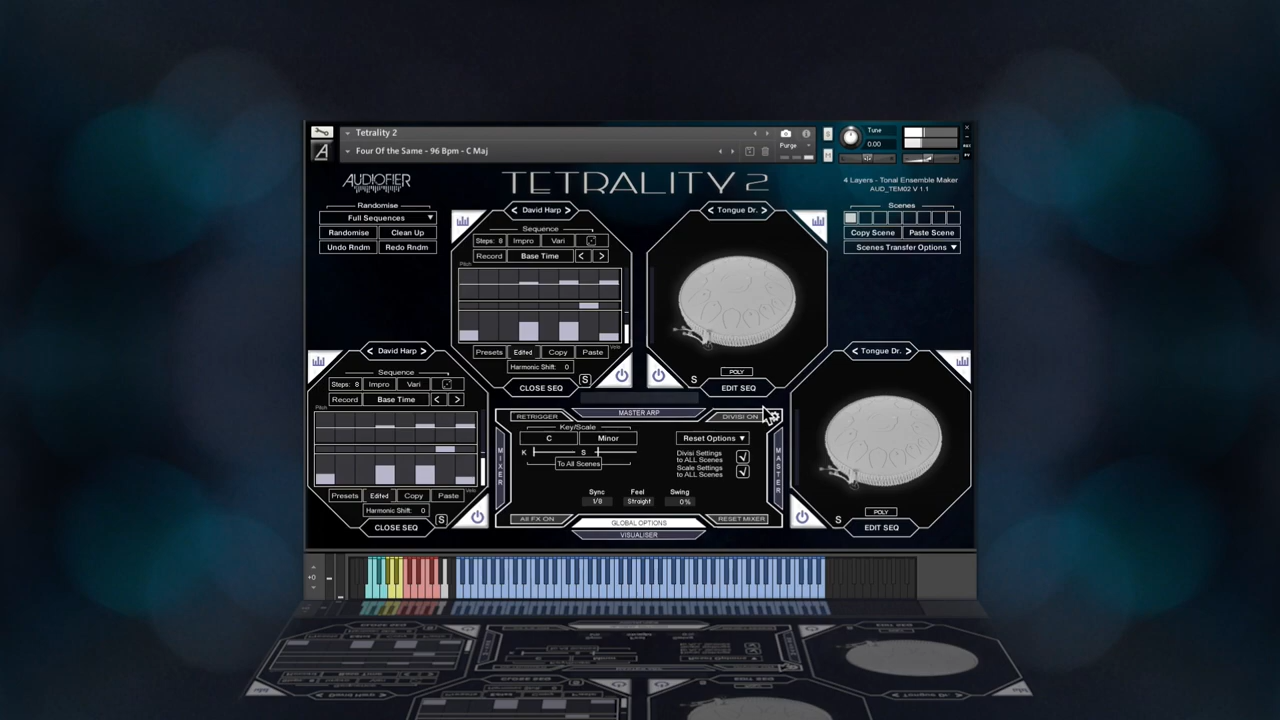 Tetrality 2
Four Of the Same - 96 Bpm - C Maj
Purge
S
M
Tune
0.00
AUDIOFIER
TETRALITY 2
4 Layers - Tonal Ensemble Maker
AUD_TEM02 V 1.1
Randomise
Full Sequences
Randomise Clean Up
Undo Rndm Redo Rndm
Scenes
Copy Scene Paste Scene
Scenes Transfer Options
< David Harp >
Sequence
Steps: 8 Impro Vari
Record Base Time < >
Pitch
Velo
Presets Edited Copy Paste
Harmonic Shift: 0
CLOSE SEQ S
< Tongue Dr. >
POLY
S
EDIT SEQ
< David Harp >
Sequence
Steps: 8 Impro Vari
Record Base Time < >
Pitch
Velo
Presets Edited Copy Paste
Harmonic Shift: 0
CLOSE SEQ S
RETRIGGER MASTER ARP DIVISI ON
MIXER
Key/Scale
C Minor
K S
To All Scenes
Reset Options
Divisi Settings
to ALL Scenes
Scale Settings
to ALL Scenes
Sync Feel Swing
1/8 Straight 0%
MASTER
All FX ON GLOBAL OPTIONS RESET MIXER
VISUALISER
< Tongue Dr. >
POLY
S
EDIT SEQ
+0